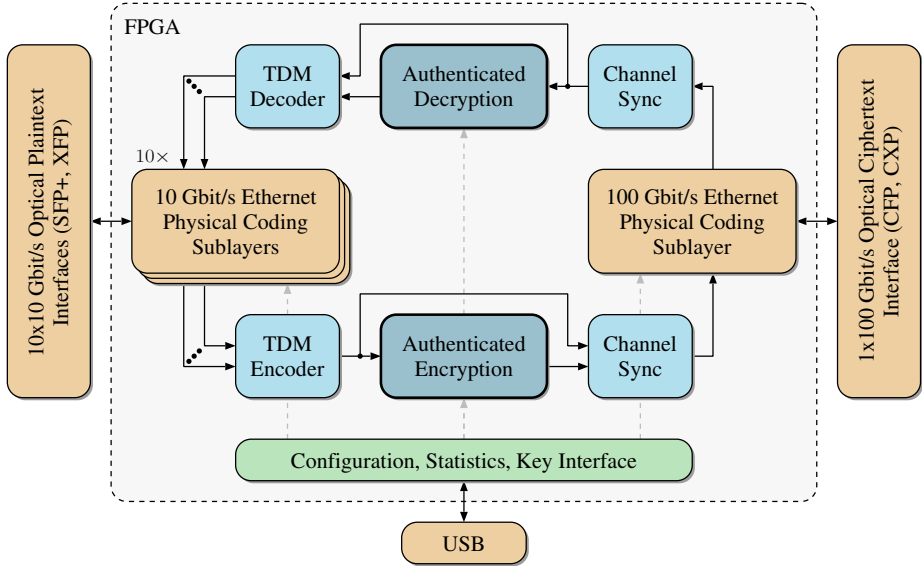 FPGA
TDM
Decoder
Authenticated
Decryption
Channel
Sync
10×
10x10 Gbit/s Optical Plaintext
Interfaces (SFP+, XFP)
10 Gbit/s Ethernet
Physical Coding
Sublayers
100 Gbit/s Ethernet
Physical Coding
Sublayer
1x100 Gbit/s Optical Ciphertext
Interface (CFP, CXP)
TDM
Encoder
Authenticated
Encryption
Channel
Sync
Configuration, Statistics, Key Interface
USB